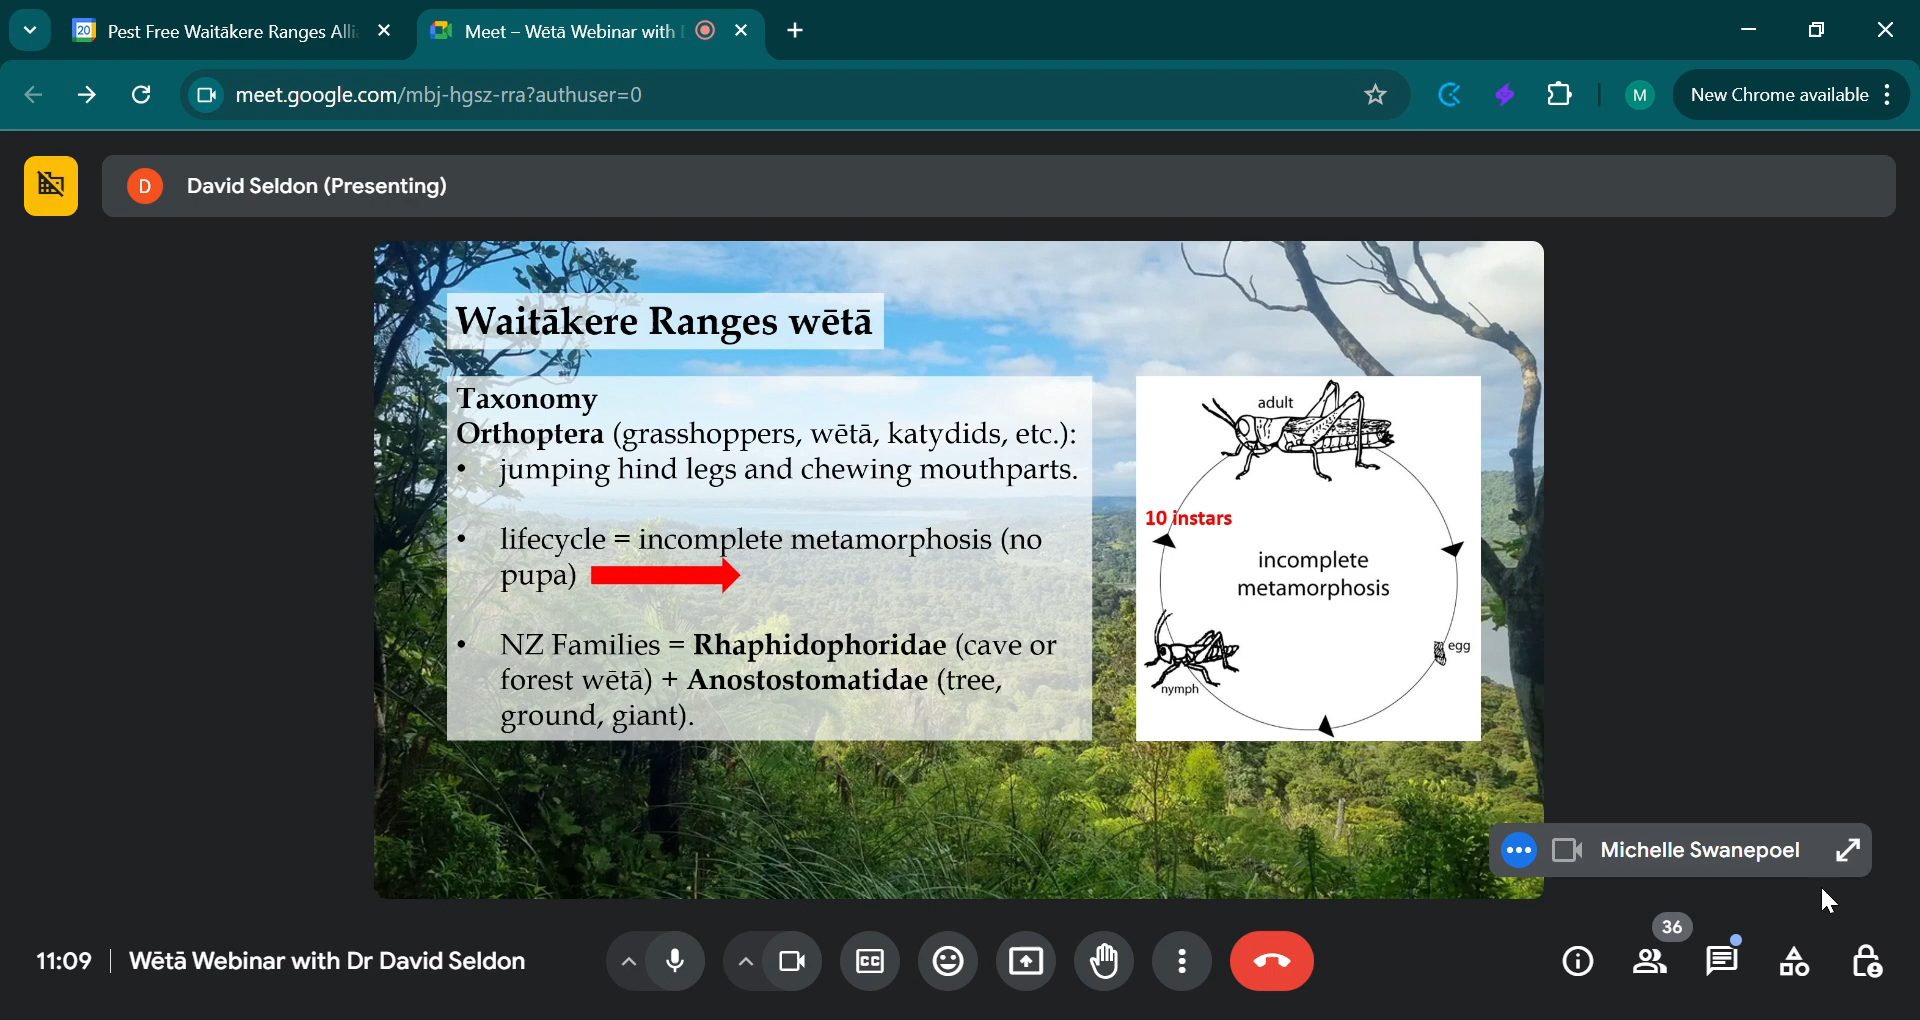 20
Pest Free Waitākere Ranges Alli
Meet – Wētā Webinar with
meet.google.com/mbj-hgsz-rra?authuser=0
M
New Chrome available
D
David Seldon (Presenting)
Waitākere Ranges wētā
Taxonomy
Orthoptera (grasshoppers, wētā, katydids, etc.):
• jumping hind legs and chewing mouthparts.
• lifecycle = incomplete metamorphosis (no
pupa)
• NZ Families = Rhaphidophoridae (cave or
forest wētā) + Anostostomatidae (tree,
ground, giant).
adult
10 instars
incomplete
metamorphosis
egg
nymph
Michelle Swanepoel
36
11:09
Wētā Webinar with Dr David Seldon
CC